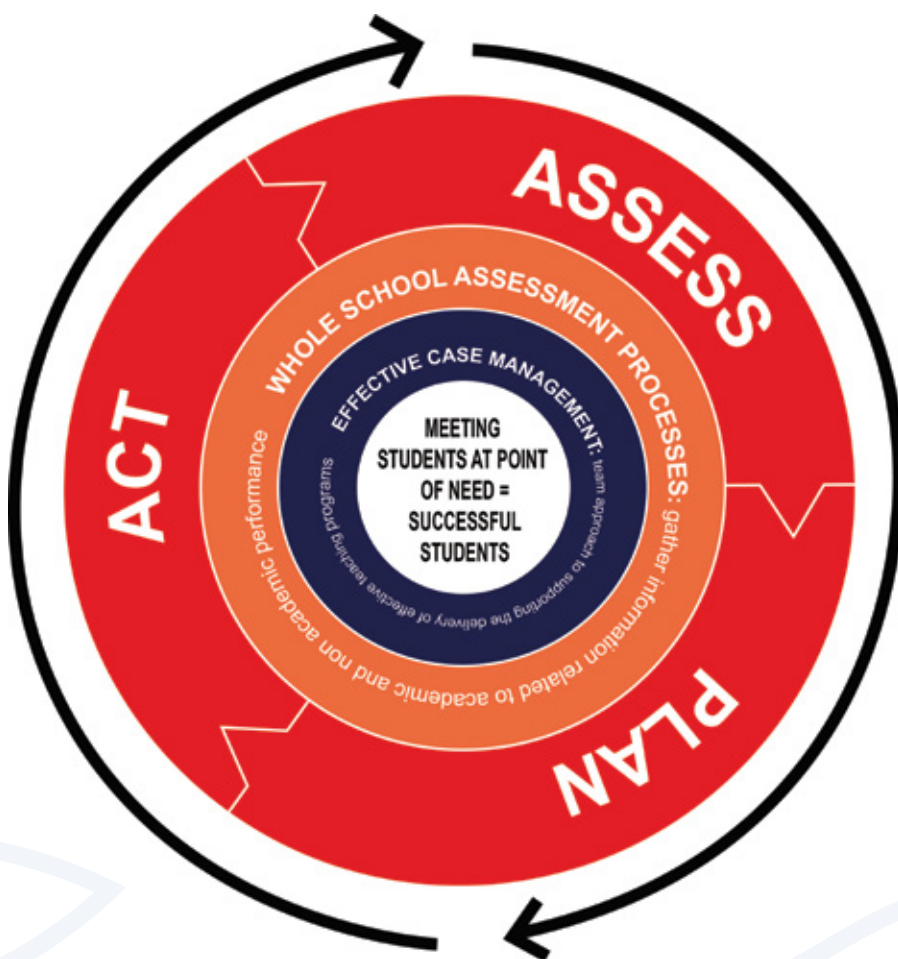 ASSESS
PLAN
ACT
WHOLE SCHOOL ASSESSMENT PROCESSES: gather information related to academic and non academic performance
EFFECTIVE CASE MANAGEMENT: team approach to supporting the delivery of effective teaching programs
MEETING
STUDENTS AT POINT
OF NEED =
SUCCESSFUL
STUDENTS